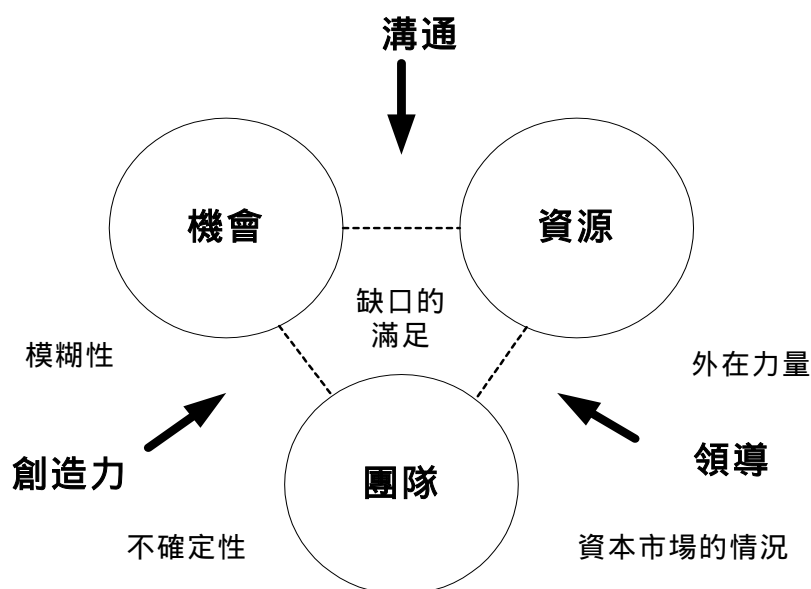 溝通
機會
資源
缺口的
滿足
模糊性
外在力量
創造力
團隊
領導
不確定性
資本市場的情況